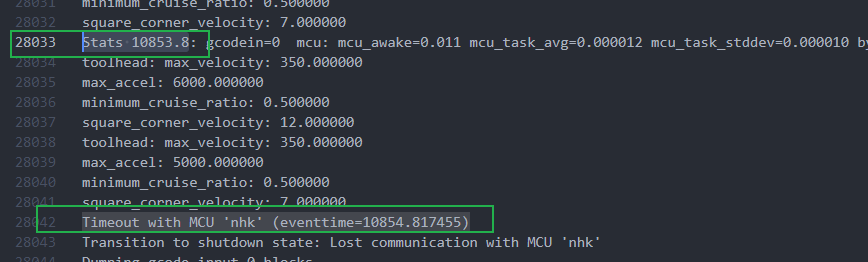 28031 minimum_cruise_ratio: 0.500000
28032 square_corner_velocity: 7.000000
28033 Stats 10853.8: gcodein=0  mcu: mcu_awake=0.011 mcu_task_avg=0.000012 mcu_task_stddev=0.000010 by
28034 toolhead: max_velocity: 350.000000
28035 max_accel: 6000.000000
28036 minimum_cruise_ratio: 0.500000
28037 square_corner_velocity: 12.000000
28038 toolhead: max_velocity: 350.000000
28039 max_accel: 5000.000000
28040 minimum_cruise_ratio: 0.500000
28041 square_corner_velocity: 7.000000
28042 Timeout with MCU 'nhk' (eventtime=10854.817455)
28043 Transition to shutdown state: Lost communication with MCU 'nhk'
28044 Dumping gcode input 0 blocks